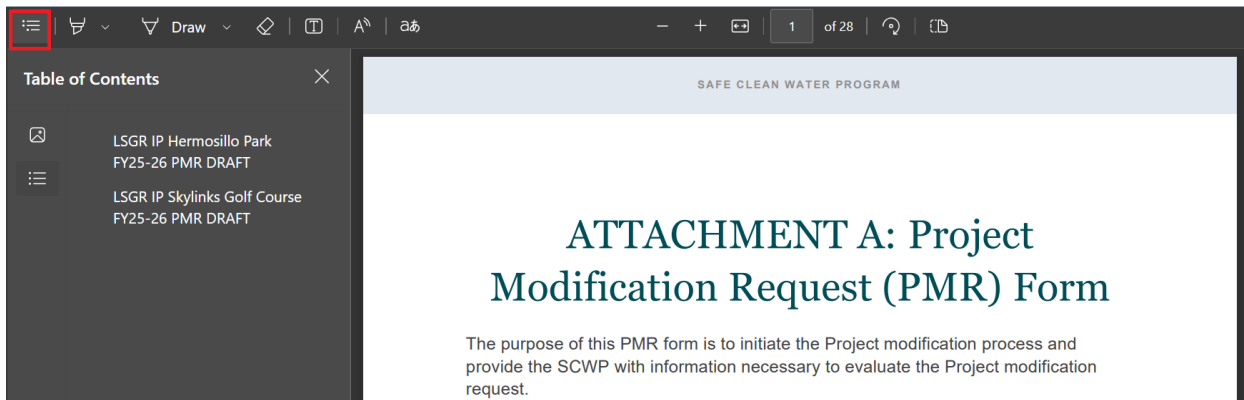 Draw
aあ
1
of 28
Table of Contents
SAFE CLEAN WATER PROGRAM
LSGR IP Hermosillo Park
FY25-26 PMR DRAFT
LSGR IP Skylinks Golf Course
FY25-26 PMR DRAFT
ATTACHMENT A: Project
Modification Request (PMR) Form
The purpose of this PMR form is to initiate the Project modification process and
provide the SCWP with information necessary to evaluate the Project modification
request.